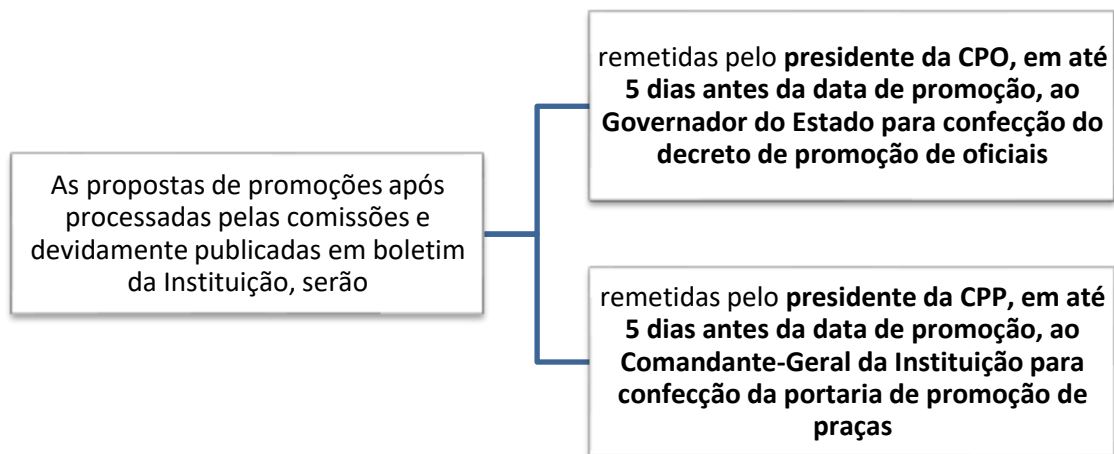 As propostas de promoções após
processadas pelas comissões e
devidamente publicadas em boletim
da Instituição, serão
remetidas pelo presidente da CPO, em até
5 dias antes da data de promoção, ao
Governador do Estado para confecção do
decreto de promoção de oficiais
remetidas pelo presidente da CPP, em até
5 dias antes da data de promoção, ao
Comandante-Geral da Instituição para
confecção da portaria de promoção de
praças